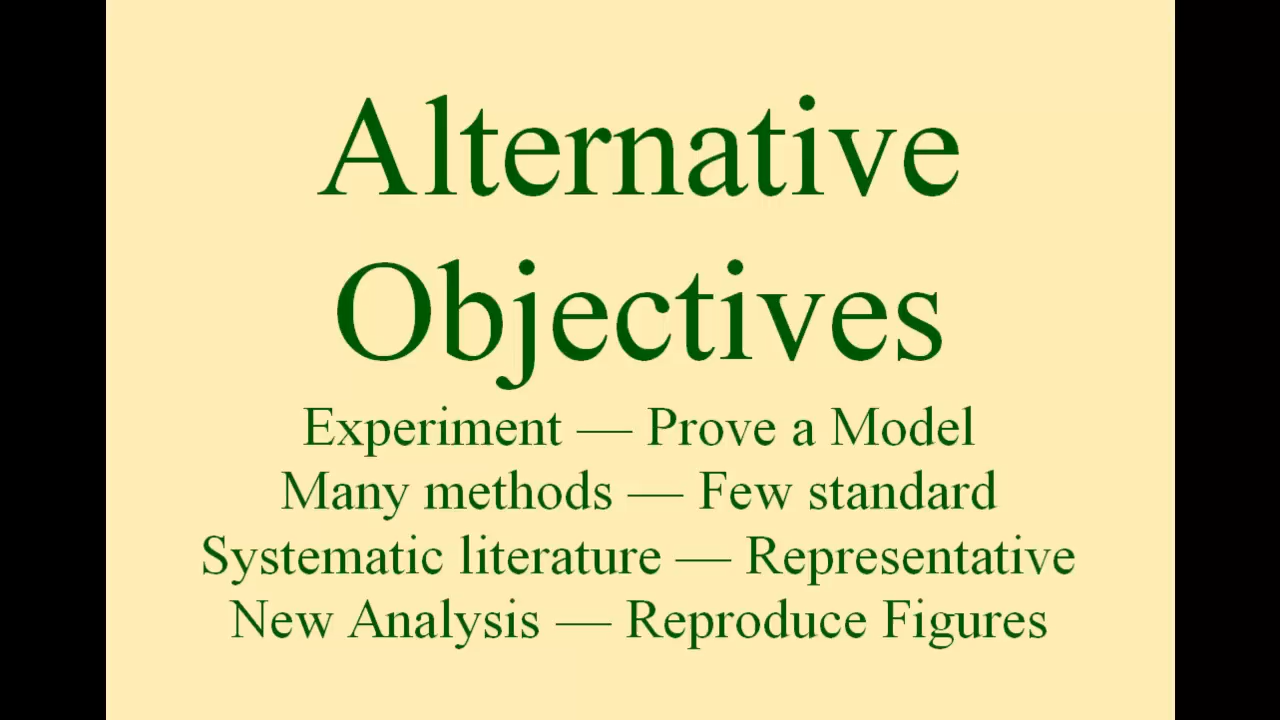 Alternative
Objectives
Experiment — Prove a Model
Many methods — Few standard
Systematic literature — Representative
New Analysis — Reproduce Figures